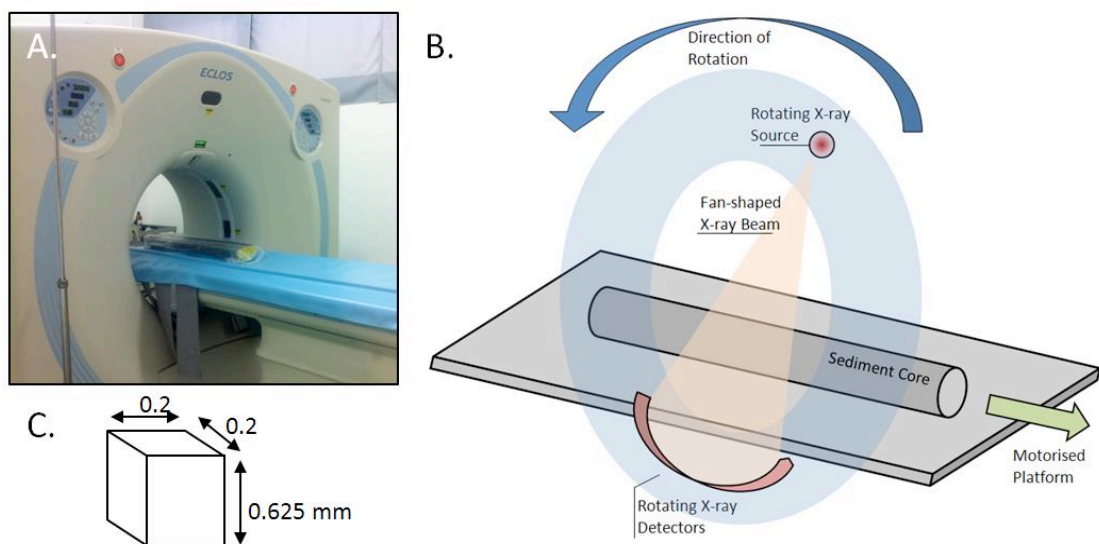 A.
ECLOS
B.
Direction of
Rotation
Rotating X-ray
Source
Fan-shaped
X-ray Beam
Sediment Core
Motorised
Platform
Rotating X-ray
Detectors
C.
0.2
0.2
0.625 mm